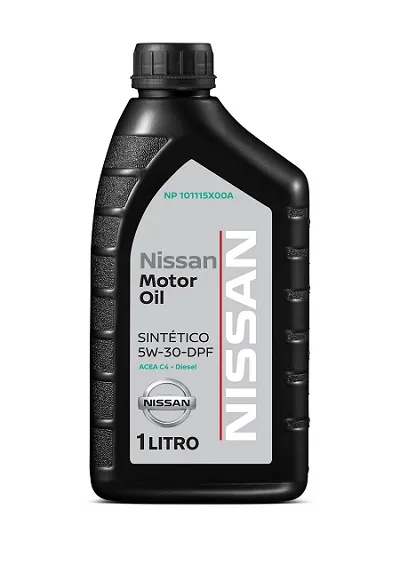 NP 101115X00A
Nissan
Motor
Oil
SINTÉTICO
5W-30-DPF
ACEA C4 - Diesel
NISSAN
1 LITRO
NISSAN